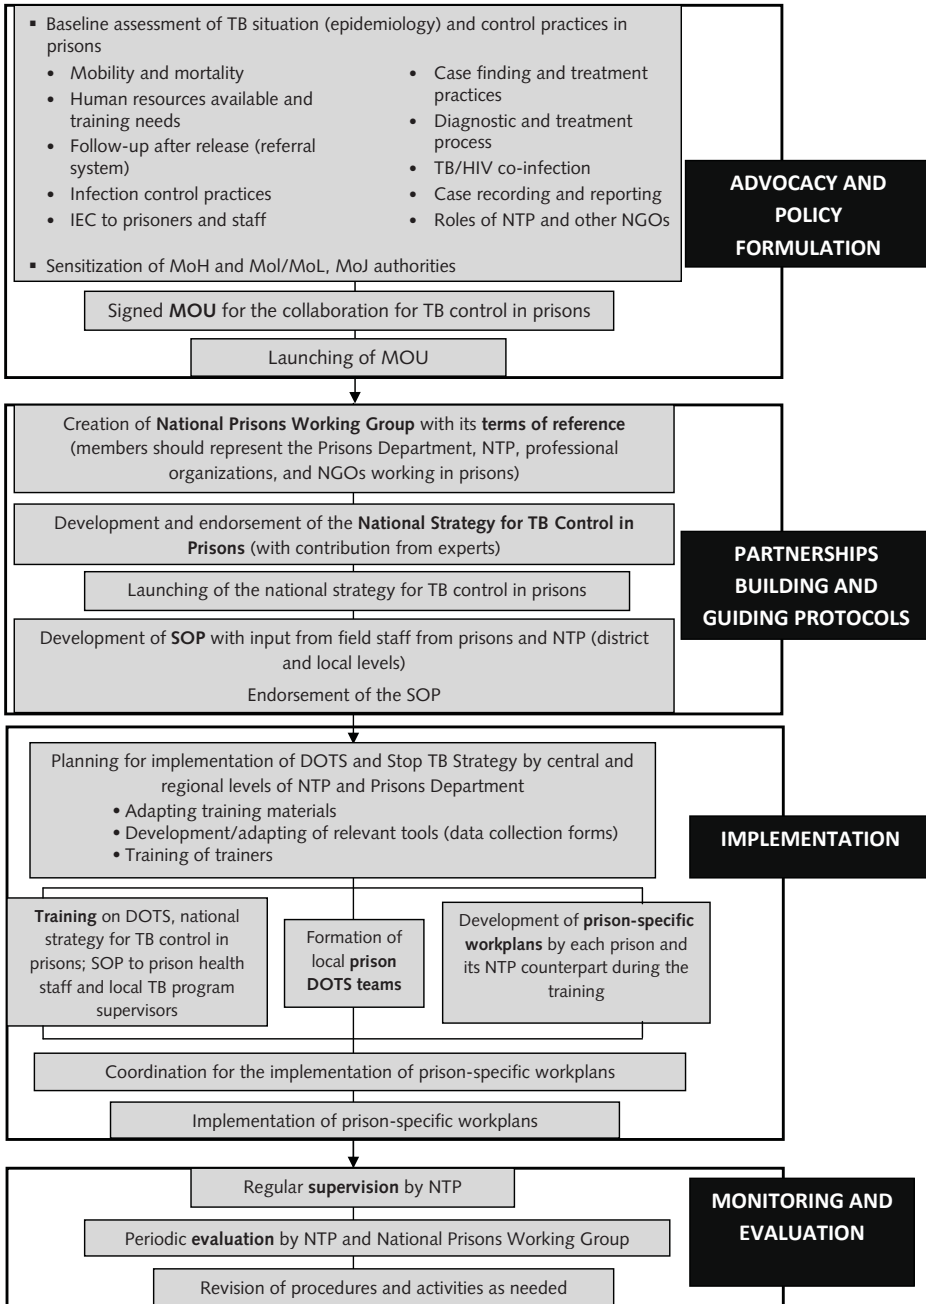 ▪ Baseline assessment of TB situation (epidemiology) and control practices in
prisons
• Mobility and mortality
• Human resources available and
training needs
• Follow-up after release (referral
system)
• Infection control practices
• IEC to prisoners and staff
• Case finding and treatment
practices
• Diagnostic and treatment
process
• TB/HIV co-infection
• Case recording and reporting
• Roles of NTP and other NGOs
▪ Sensitization of MoH and MoI/MoL, MoJ authorities
Signed MOU for the collaboration for TB control in prisons
Launching of MOU
ADVOCACY AND
POLICY
FORMULATION
Creation of National Prisons Working Group with its terms of reference
(members should represent the Prisons Department, NTP, professional
organizations, and NGOs working in prisons)
Development and endorsement of the National Strategy for TB Control in
Prisons (with contribution from experts)
Launching of the national strategy for TB control in prisons
Development of SOP with input from field staff from prisons and NTP (district
and local levels)
Endorsement of the SOP
PARTNERSHIPS
BUILDING AND
GUIDING PROTOCOLS
Planning for implementation of DOTS and Stop TB Strategy by central and
regional levels of NTP and Prisons Department
• Adapting training materials
• Development/adapting of relevant tools (data collection forms)
• Training of trainers
IMPLEMENTATION
Training on DOTS, national
strategy for TB control in
prisons; SOP to prison health
staff and local TB program
supervisors
Formation of
local prison
DOTS teams
Development of prison-specific
workplans by each prison and
its NTP counterpart during the
training
Coordination for the implementation of prison-specific workplans
Implementation of prison-specific workplans
Regular supervision by NTP
Periodic evaluation by NTP and National Prisons Working Group
Revision of procedures and activities as needed
MONITORING AND
EVALUATION